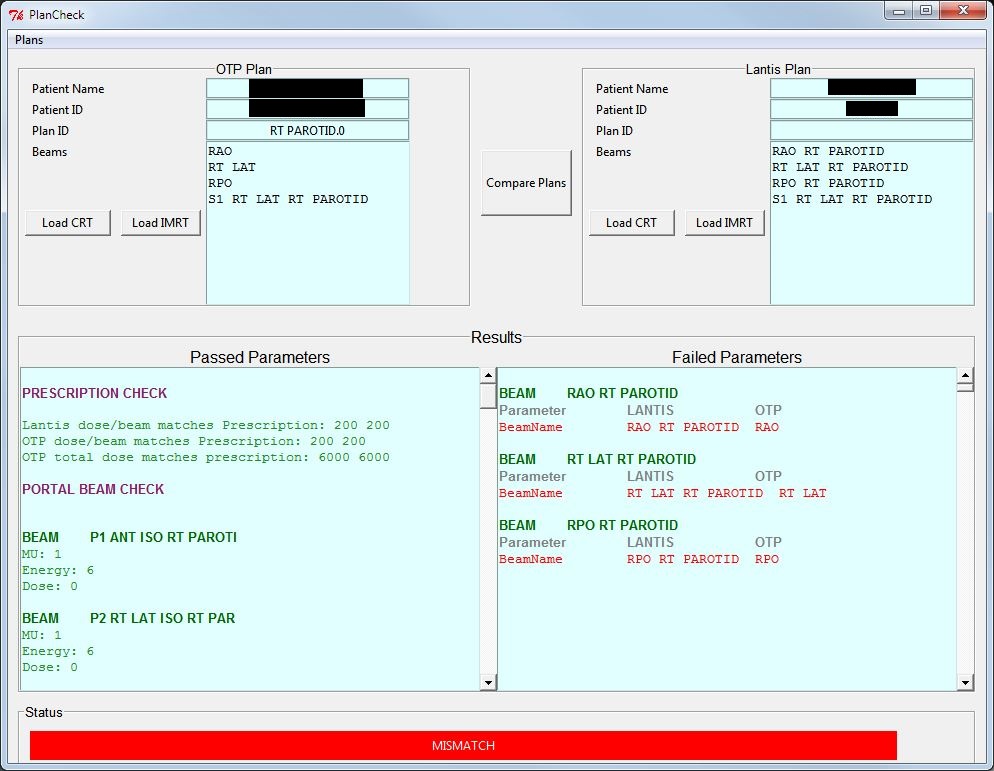 PlanCheck
Plans
OTP Plan
Patient Name
Patient ID
Plan ID RT PAROTID.0
Beams
RAO
RT LAT
RPO
S1 RT LAT RT PAROTID
Load CRT Load IMRT
Compare Plans
Lantis Plan
Patient Name
Patient ID
Plan ID
Beams
RAO RT PAROTID
RT LAT RT PAROTID
RPO RT PAROTID
S1 RT LAT RT PAROTID
Load CRT Load IMRT
Results
Passed Parameters
PRESCRIPTION CHECK
Lantis dose/beam matches Prescription: 200 200
OTP dose/beam matches Prescription: 200 200
OTP total dose matches prescription: 6000 6000
PORTAL BEAM CHECK
BEAM P1 ANT ISO RT PAROTI
MU: 1
Energy: 6
Dose: 0
BEAM P2 RT LAT ISO RT PAR
MU: 1
Energy: 6
Dose: 0
Failed Parameters
BEAM RAO RT PAROTID
Parameter LANTIS OTP
BeamName RAO RT PAROTID RAO
BEAM RT LAT RT PAROTID
Parameter LANTIS OTP
BeamName RT LAT RT PAROTID RT LAT
BEAM RPO RT PAROTID
Parameter LANTIS OTP
BeamName RPO RT PAROTID RPO
Status
MISMATCH